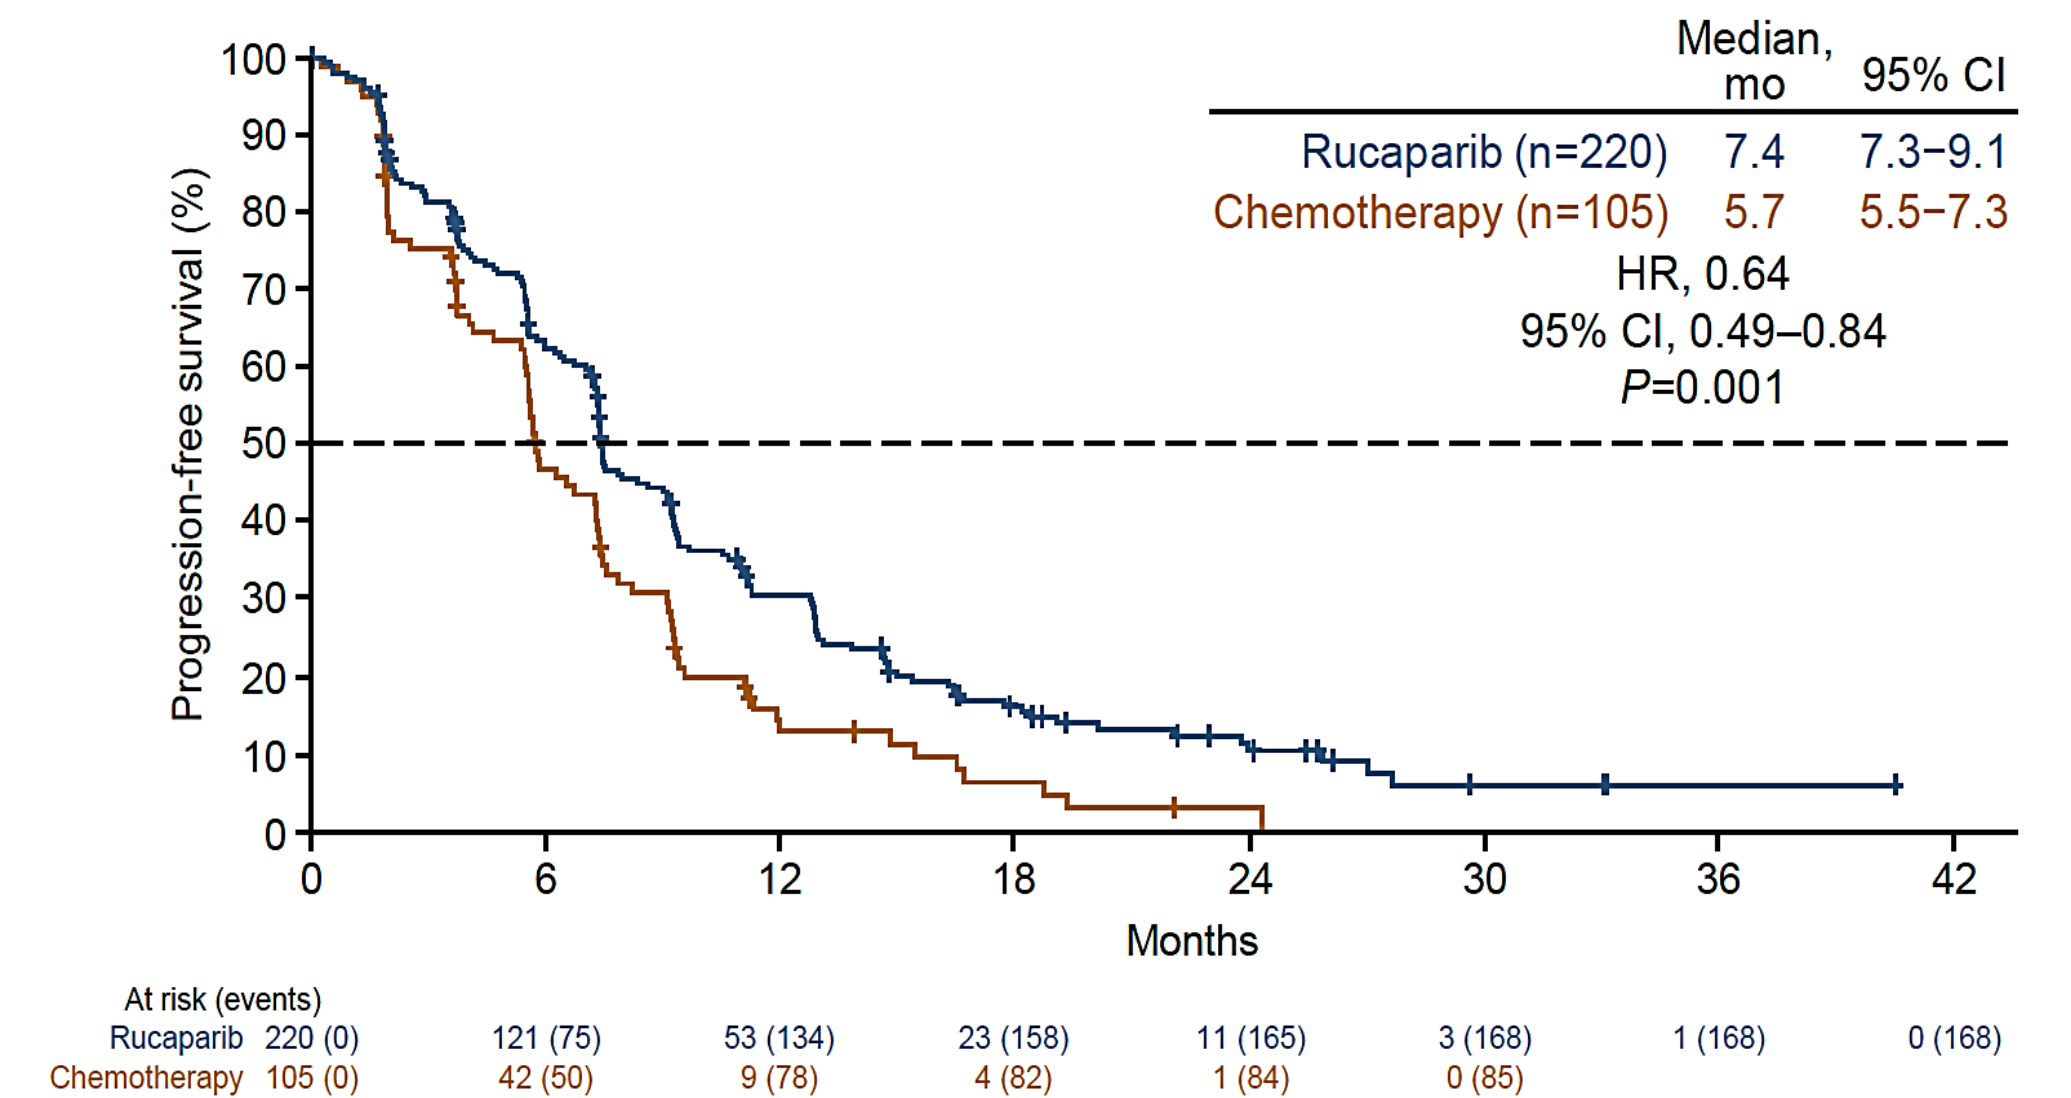 Median,
mo 95% CI
Rucaparib (n=220) 7.4 7.3–9.1
Chemotherapy (n=105) 5.7 5.5–7.3
HR, 0.64
95% CI, 0.49–0.84
P=0.001
Progression-free survival (%)
100
90
80
70
60
50
40
30
20
10
0
0 6 12 18 24 30 36 42
Months
At risk (events)
Rucaparib 220 (0) 121 (75) 53 (134) 23 (158) 11 (165) 3 (168) 1 (168) 0 (168)
Chemotherapy 105 (0) 42 (50) 9 (78) 4 (82) 1 (84) 0 (85)